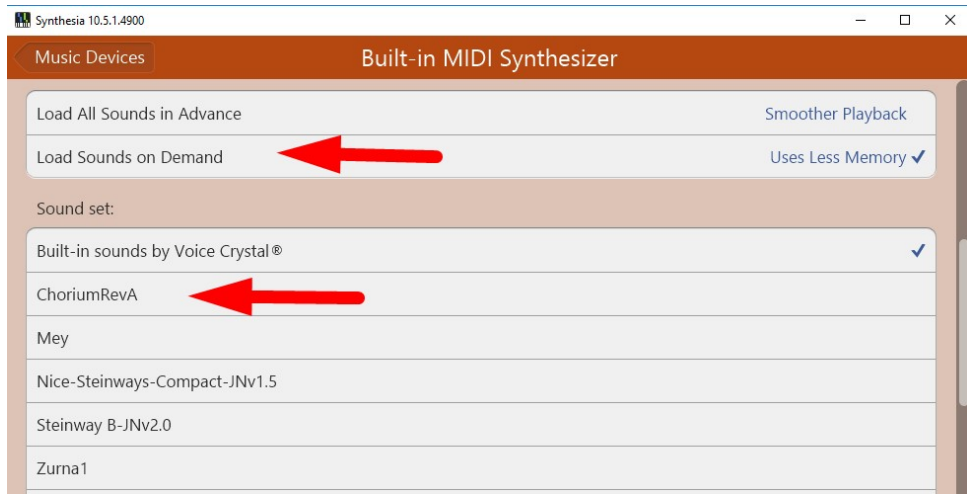 Synthesia 10.5.1.4900
Music Devices Built-in MIDI Synthesizer
Load All Sounds in Advance Smoother Playback
Load Sounds on Demand Uses Less Memory
Sound set:
Built-in sounds by Voice Crystal®
ChoriumRevA
Mey
Nice-Steinways-Compact-JNv1.5
Steinway B-JNv2.0
Zurna1